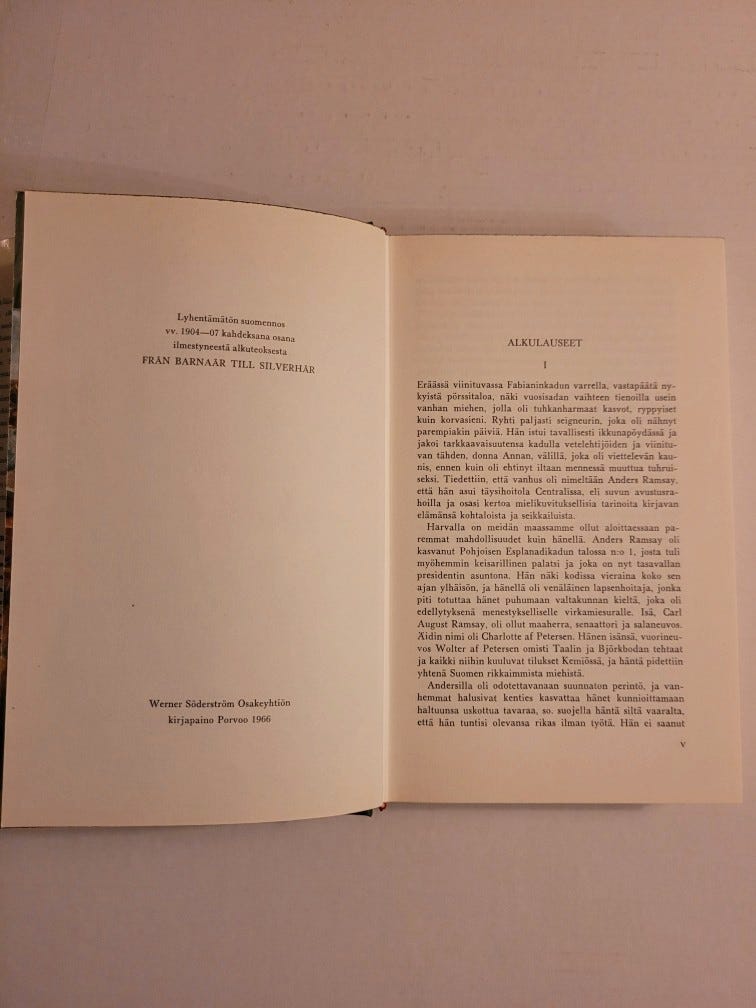 Lyhentämätön suomennos
vv. 1904—07 kahdeksana osana
ilmestyneestä alkuteoksesta
FRÅN BARNAÅR TILL SILVERHÅR
Werner Söderström Osakeyhtiön
kirjapaino Porvoo 1966
ALKULAUSEET
I
Eräässä viinituvassa Fabianinkadun varrella, vastapäätä ny-
kyistä pörssitaloa, näki vuosisadan vaihteen tienoilla usein
vanhan miehen, jolla oli tuhkanharmaat kasvot, ryppyiset
kuin korvasieni. Ryhti paljasti seigneurin, joka oli nähnyt
parempiakin päiviä. Hän istui tavallisesti ikkunapöydässä ja
jakoi tarkkaavaisuutensa kadulla vetelehtijöiden ja viinitu-
van tähden, donna Annan, välillä, joka oli viettelevän kau-
nis, ennen kuin oli ehtinyt iltaan mennessä muuttua tuhrui-
seksi. Tiedettiin, että vanhus oli nimeltään Anders Ramsay,
että hän asui täysihoitola Centralissa, eli suvun avustusra-
hoilla ja osasi kertoa mielikuvituksellisia tarinoita kirjavan
elämänsä kohtaloista ja seikkailuista.
Harvalla on meidän maassamme ollut aloittaessaan pa-
remmat mahdollisuudet kuin hänellä. Anders Ramsay oli
kasvanut Pohjoisen Esplanadikadun talossa n:o 1, josta tuli
myöhemmin keisarillinen palatsi ja joka on nyt tasavallan
presidentin asuntona. Hän näki kodissa vieraina koko sen
ajan ylhäisön, ja hänellä oli venäläinen lapsenhoitaja, jonka
piti totuttaa hänet puhumaan valtakunnan kieltä, joka oli
edellytyksenä menestykselliselle virkamiesuralle. Isä, Carl
August Ramsay, oli ollut maaherra, senaattori ja salaneuvos.
Äidin nimi oli Charlotte af Petersen. Hänen isänsä, vuorineu-
vos Wolter af Petersen omisti Taalin ja Björkbodan tehtaat
ja kaikki niihin kuuluvat tilukset Kemiössä, ja häntä pidettiin
yhtenä Suomen rikkaimmista miehistä.
Andersilla oli odotettavanaan suunnaton perintö, ja van-
hemmat halusivat kenties kasvattaa hänet kunnioittamaan
haltuunsa uskottua tavaraa, so. suojella häntä siltä vaaralta,
että hän tuntisi olevansa rikas ilman työtä. Hän ei saanut
V